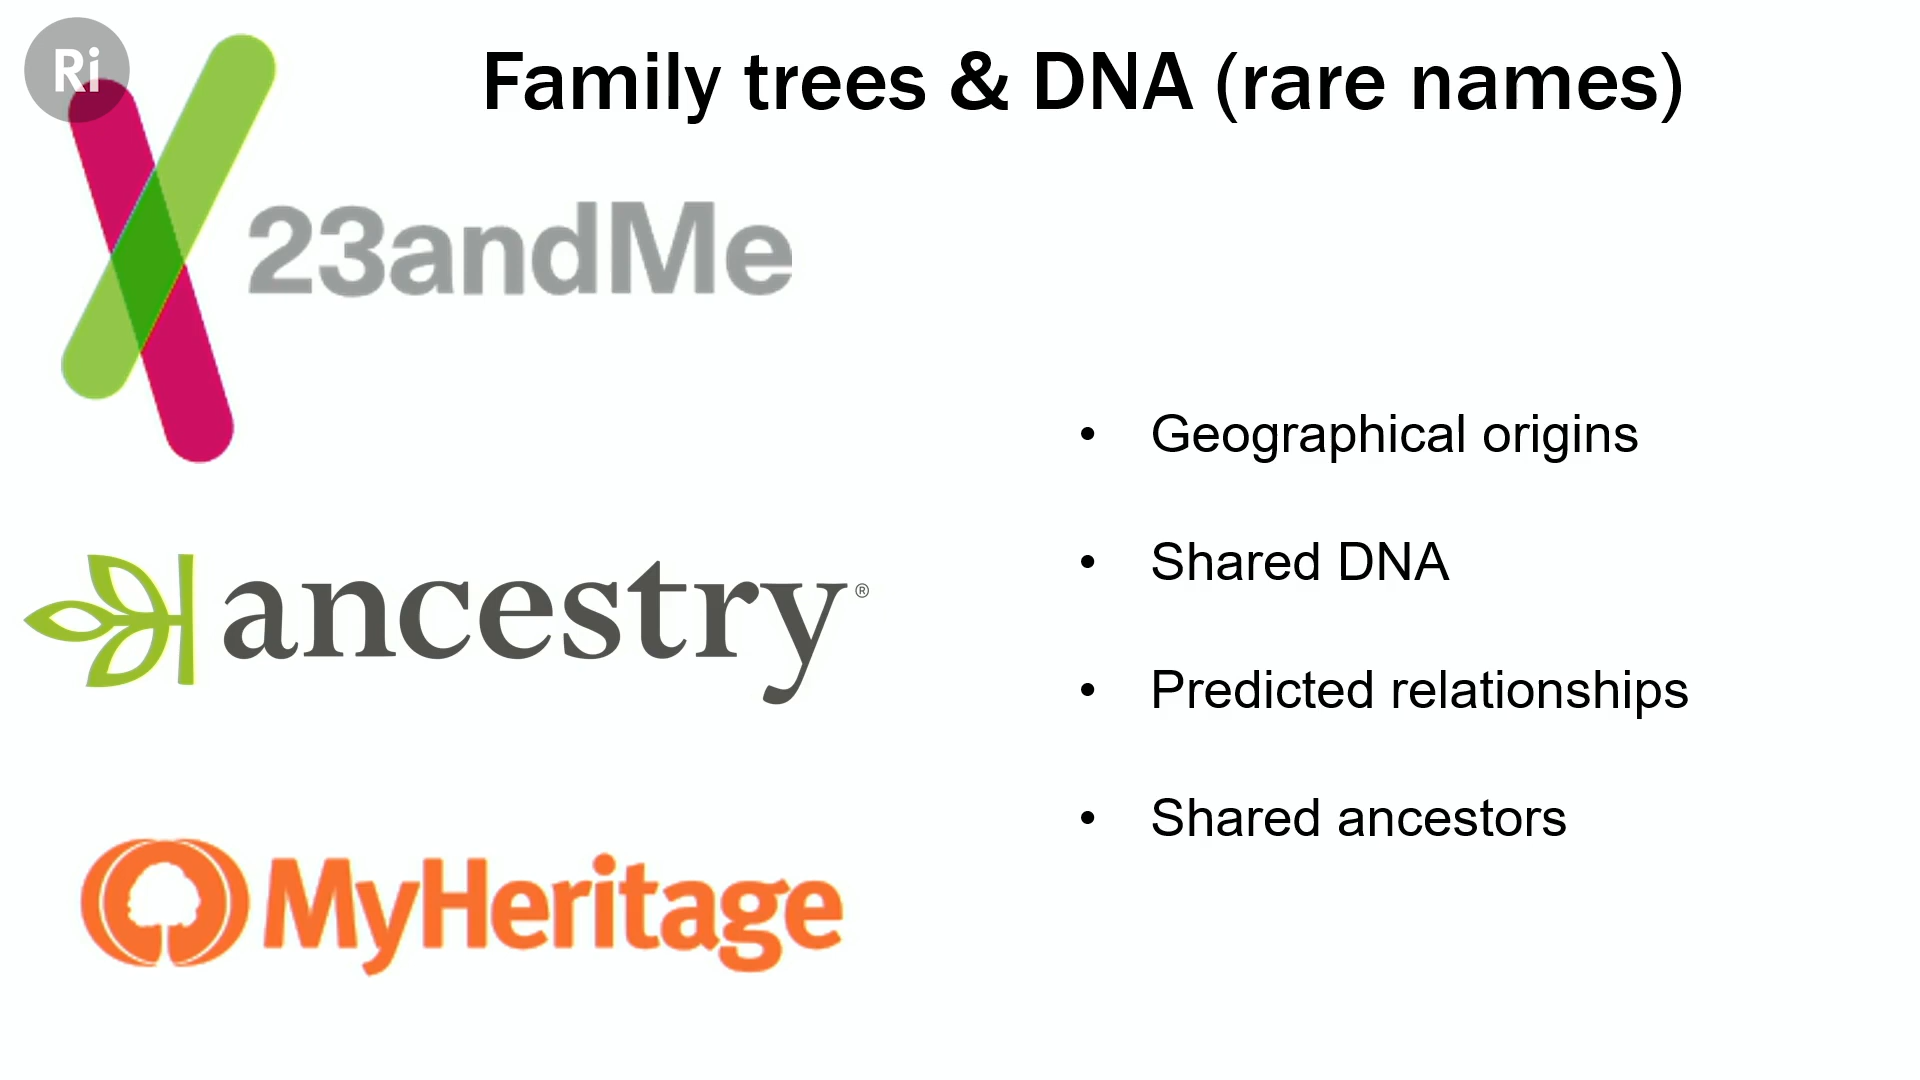 Ri
Family trees & DNA (rare names)
23andMe
• Geographical origins
• Shared DNA
ancestry®
• Predicted relationships
• Shared ancestors
MyHeritage